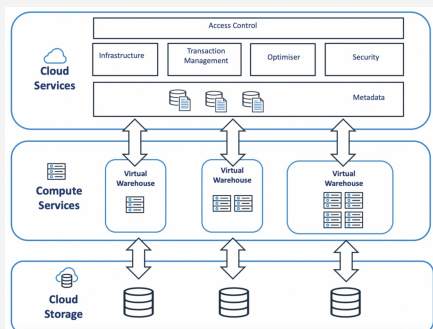 Access Control
Cloud
Services
Infrastructure
Transaction
Management
Optimiser
Security
Metadata
Compute
Services
Virtual
Warehouse
Virtual
Warehouse
Virtual
Warehouse
Cloud
Storage